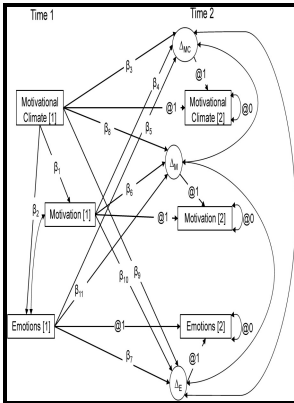 Time 1 Time 2
ΔMC
β3
β4
@1
Motivational
Climate [1]
@1
Motivational
Climate [2]
@0
β5
β8
β1
ΔM
@1
β2
β6
Motivation [1]
@1
Motivation [2]
@0
β9
β10
β11
Emotions [1]
@1
Emotions [2]
@0
β7
@1
ΔE